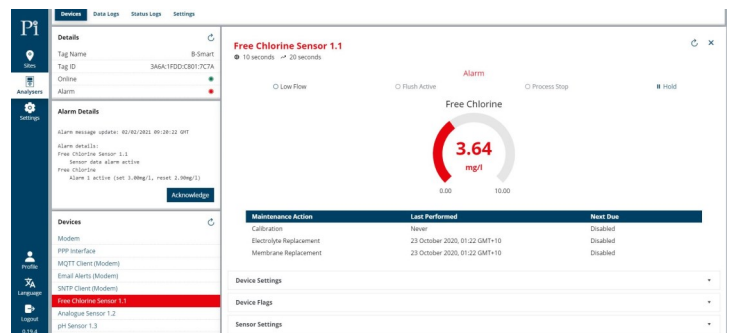 Pi
Sites
Analysers
Settings
Profile
Language
Logout
0.19.4
Devices Data Logs Status Logs Settings
Details
Tag Name B-Smart
Tag ID 3A6A:1FDD:C801:7C7A
Online
Alarm
Alarm Details
Alarm message update: 02/02/2021 09:20:22 GMT
Alarm details:
Free Chlorine Sensor 1.1
Sensor data alarm active
Free Chlorine
Alarm 1 active (set 3.00mg/l, reset 2.90mg/l)
Acknowledge
Devices
Modem
PPP Interface
MQTT Client (Modem)
Email Alerts (Modem)
SNTP Client (Modem)
Free Chlorine Sensor 1.1
Analogue Sensor 1.2
pH Sensor 1.3
Free Chlorine Sensor 1.1
10 seconds 20 seconds
Alarm
Low Flow Flush Active Process Stop Hold
Free Chlorine
3.64
mg/l
0.00 10.00
Maintenance Action Last Performed Next Due
Calibration Never Disabled
Electrolyte Replacement 23 October 2020, 01:22 GMT+10 Disabled
Membrane Replacement 23 October 2020, 01:22 GMT+10 Disabled
Device Settings
Device Flags
Sensor Settings